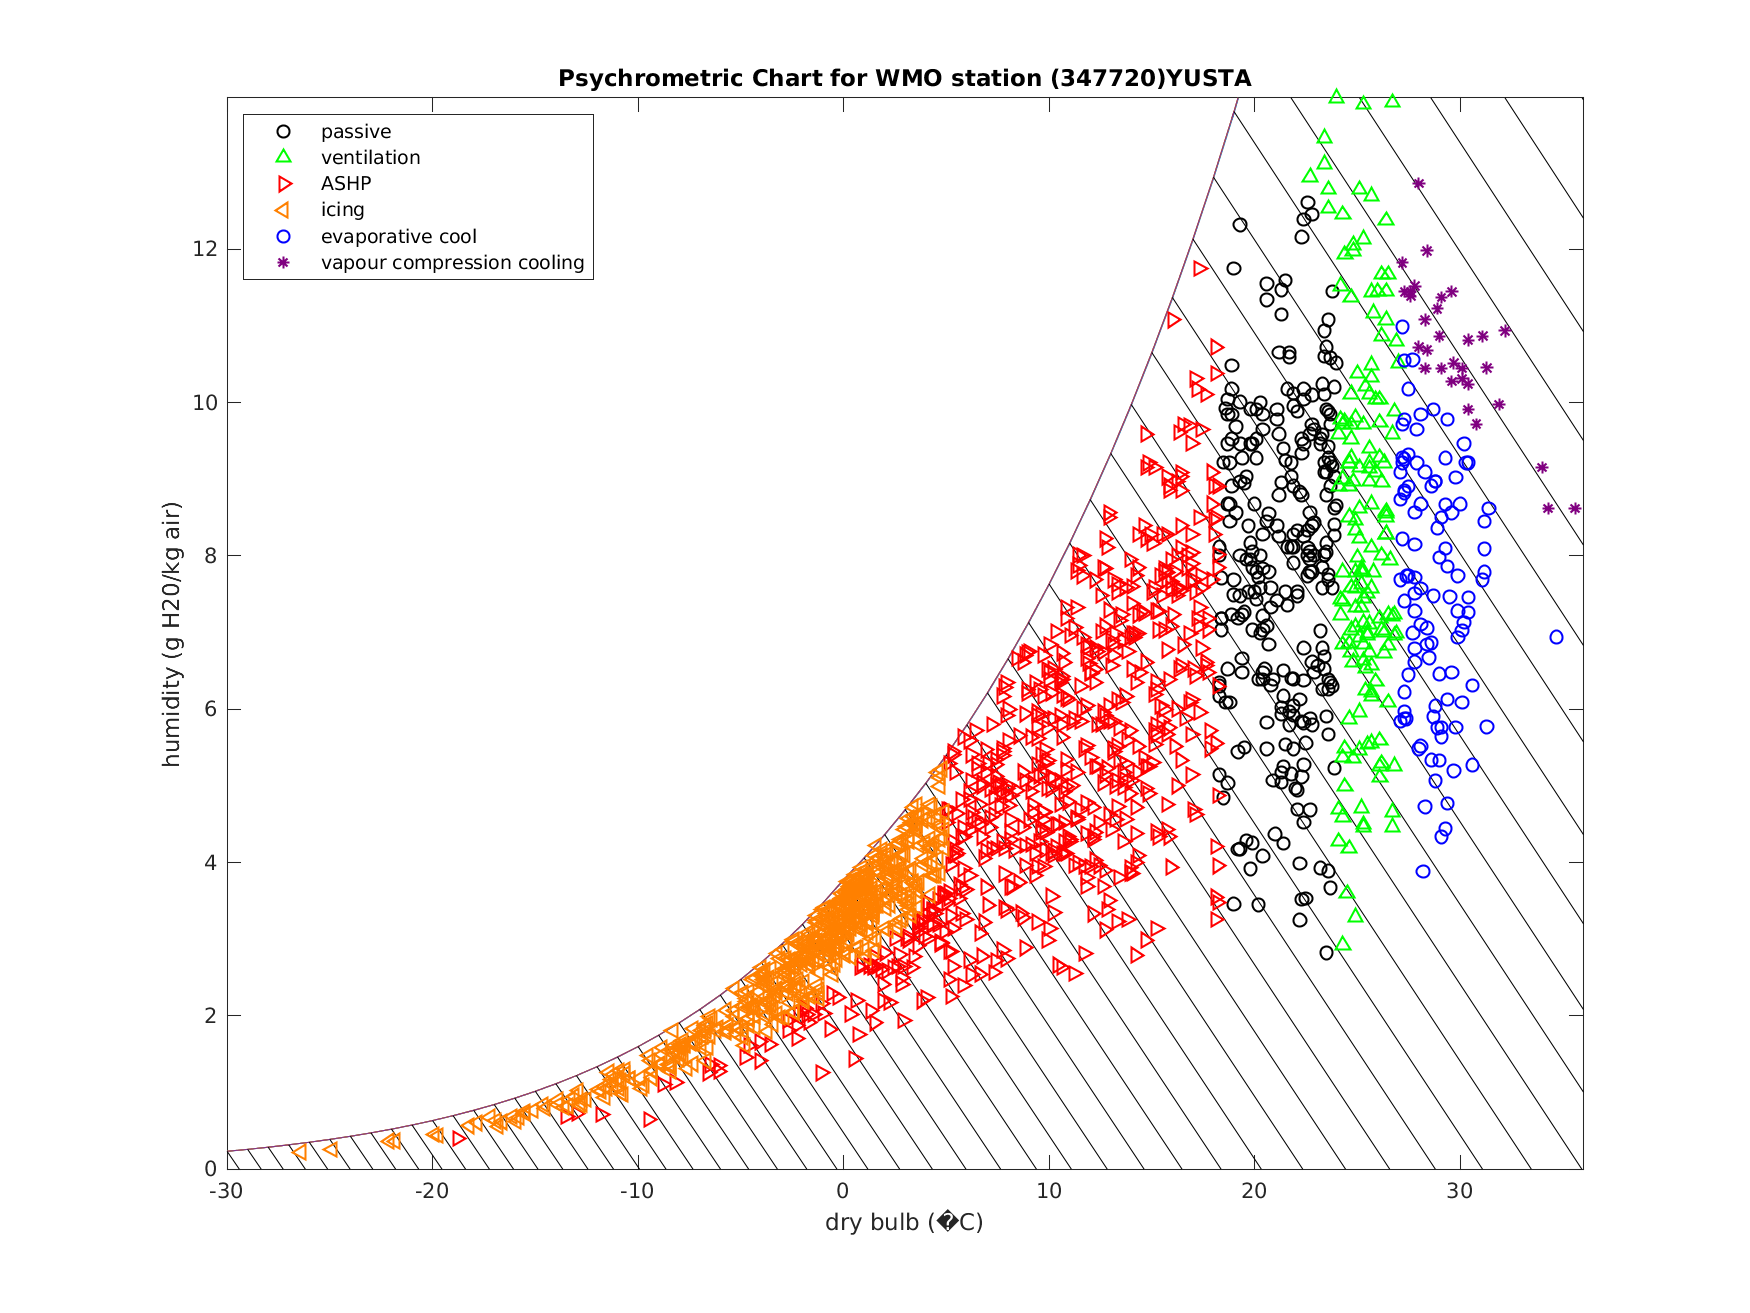 Psychrometric Chart for WMO station (347720)YUSTA
passive
ventilation
ASHP
icing
evaporative cool
vapour compression cooling
humidity (g H20/kg air)
12
10
8
6
4
2
0
-30 -20 -10 0 10 20 30
dry bulb (�C)